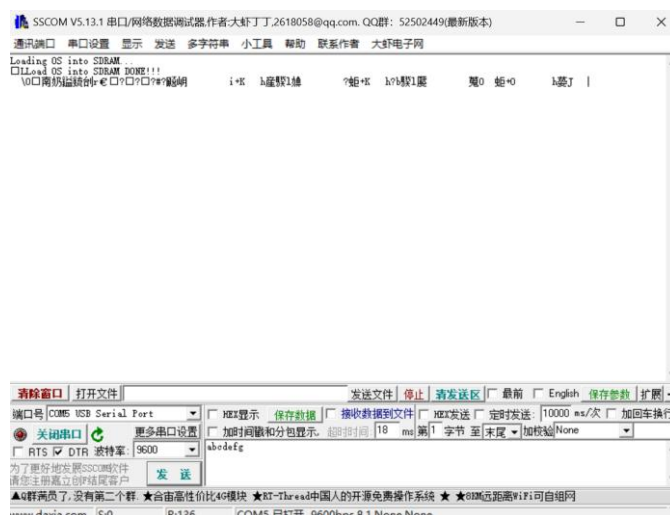 SSCOM V5.13.1 串口/网络数据调试器,作者:大虾丁丁,2618058@qq.com. QQ群: 52502449(最新版本)
通讯端口 串口设置 显示 发送 多字符串 小工具 帮助 联系作者 大虾电子网
Loading OS into SDRAM...
Load OS into SDRAM DONE!!!
清除窗口 打开文件 发送文件 停止 清发送区 最前 English 保存参数 扩展
端口号 COM5 USB Serial Port HEX显示 保存数据 接收数据到文件 HEX发送 定时发送: 10000 ms/次 加回车换行
关闭串口 更多串口设置 加时间戳和分包显示. 超时时间: 18 ms 第1 字节 至 末尾 加校验 None
RTS DTR 波特率: 9600 abcdefg
为了更好地发展SSCOM软件
请您注册嘉立创F结尾客户
发 送
▲Q群满员了,没有第二个群. ★合宙高性价比4G模块 ★RT-Thread中国人的开源免费操作系统 ★ ★8KM远距离WiFi可自组网
www.daxia.com S:0 R:136 COM5 已打开 9600bps,8,1,None,None